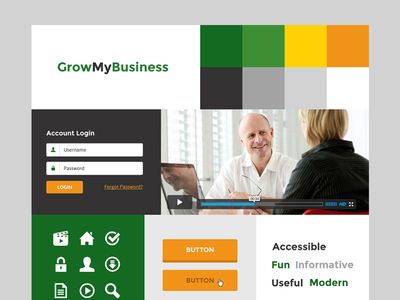 GrowMyBusiness
Account Login
Username
Password
LOGIN
Forgot Password?
HD
BUTTON
BUTTON
Accessible
Fun Informative
Useful Modern